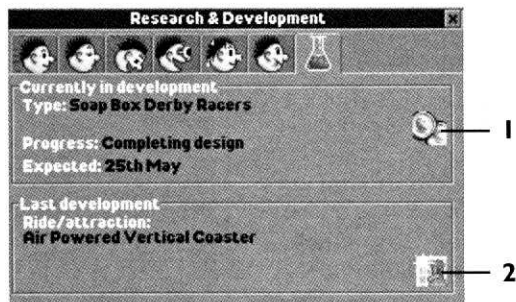 Research & Development
Currently in development
Type: Soap Box Derby Racers
Progress: Completing design
Expected: 25th May
1
Last development
Ride/attraction:
Air Powered Vertical Coaster
2